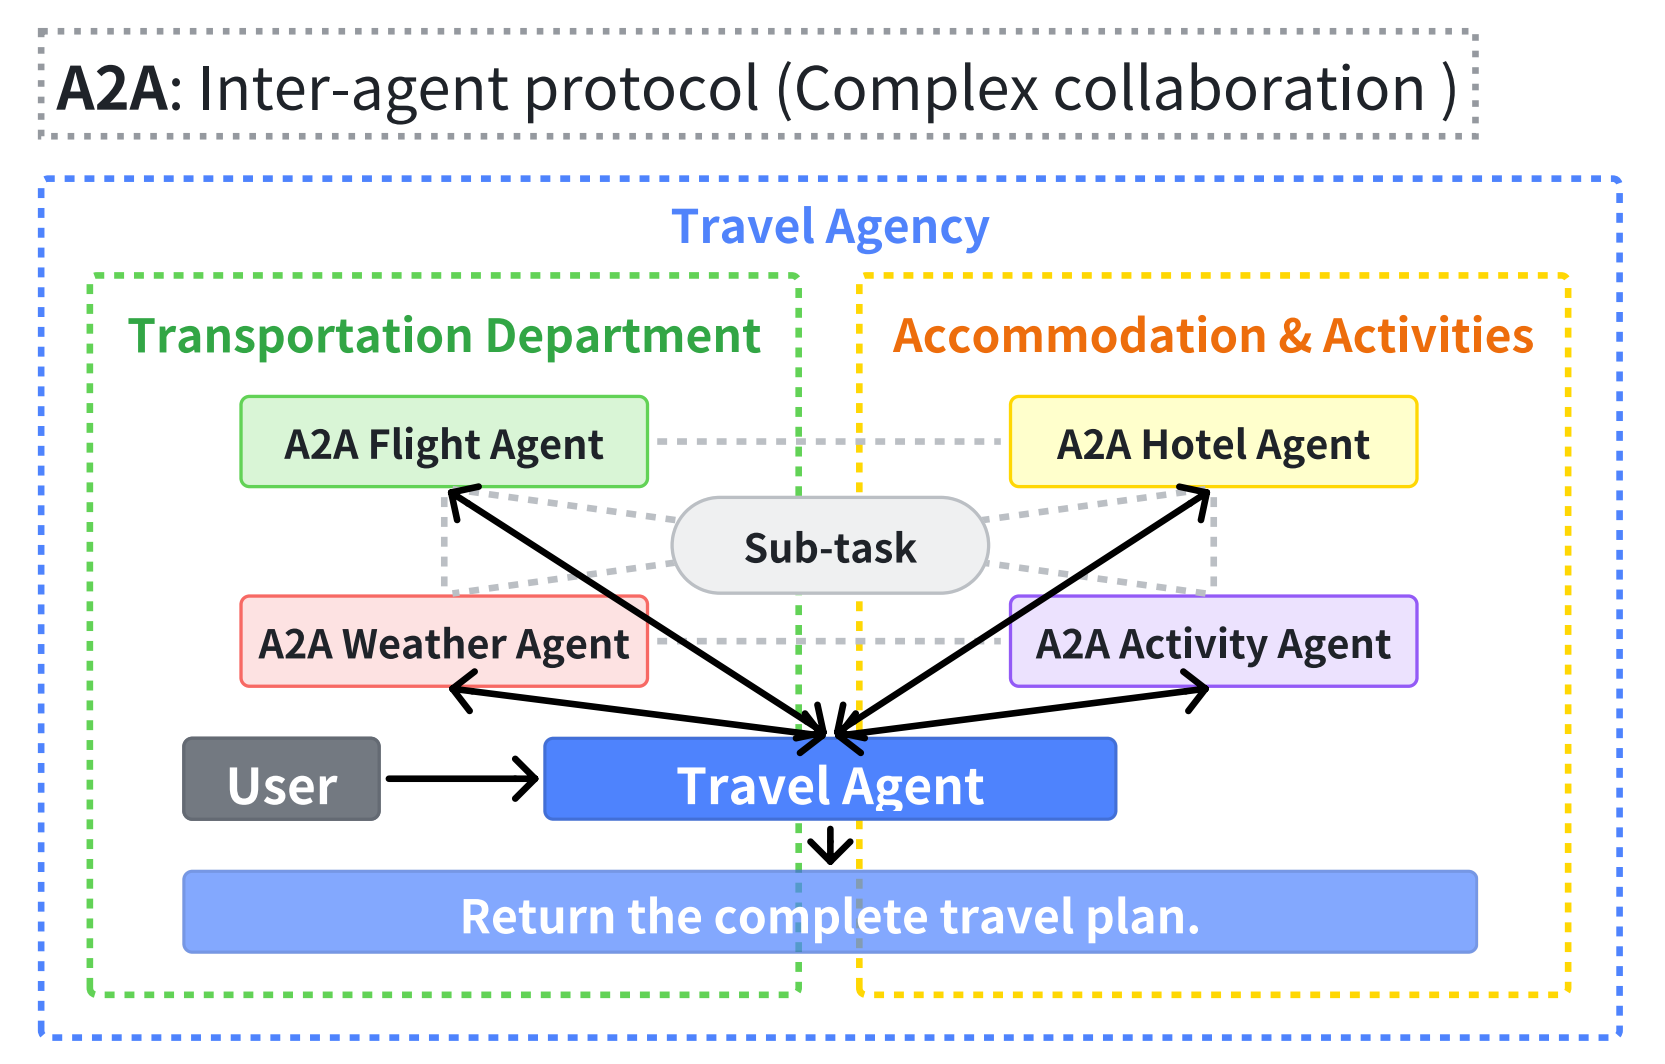 A2A: Inter-agent protocol (Complex collaboration )
Travel Agency
Transportation Department
Accommodation & Activities
A2A Flight Agent
A2A Hotel Agent
Sub-task
A2A Weather Agent
A2A Activity Agent
User
Travel Agent
Return the complete travel plan.